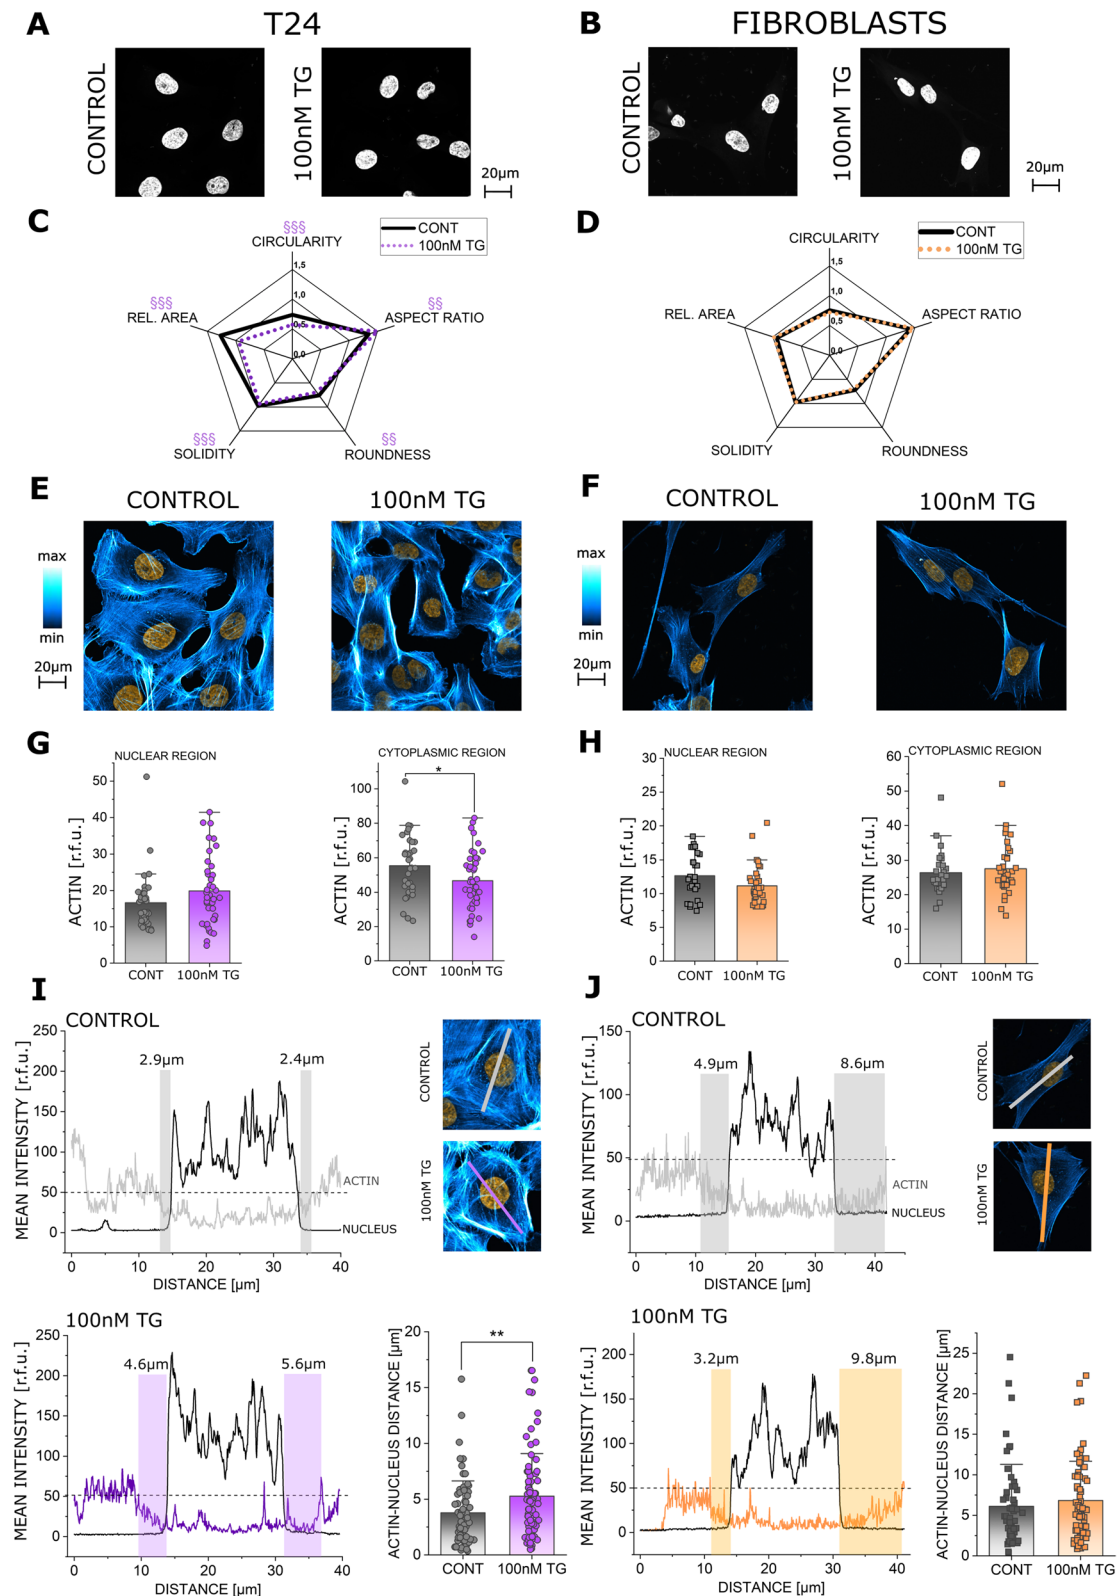 A
T24
CONTROL
100nM TG
20µm
B
FIBROBLASTS
CONTROL
100nM TG
20µm
C
§§§
CIRCULARITY
CONT
100nM TG
§§§
REL. AREA
§§
ASPECT RATIO
1,5
1,0
0,5
0,0
§§§
SOLIDITY
§§
ROUNDNESS
D
CIRCULARITY
CONT
100nM TG
REL. AREA
ASPECT RATIO
1,5
1,0
0,5
0,0
SOLIDITY
ROUNDNESS
E
CONTROL
100nM TG
max
min
20µm
F
CONTROL
100nM TG
max
min
20µm
G
NUCLEAR REGION
ACTIN [r.f.u.]
50
40
30
20
10
0
CONT
100nM TG
CYTOPLASMIC REGION
*
ACTIN [r.f.u.]
100
80
60
40
20
0
CONT
100nM TG
H
NUCLEAR REGION
ACTIN [r.f.u.]
30
25
20
15
10
5
0
CONT
100nM TG
CYTOPLASMIC REGION
ACTIN [r.f.u.]
60
50
40
30
20
10
0
CONT
100nM TG
I
CONTROL
MEAN INTENSITY [r.f.u.]
250
200
150
100
50
0
2.9µm
2.4µm
ACTIN
NUCLEUS
0 10 20 30 40
DISTANCE [µm]
CONTROL
100nM TG
100nM TG
MEAN INTENSITY [r.f.u.]
250
200
150
100
50
0
4.6µm
5.6µm
0 10 20 30 40
DISTANCE [µm]
ACTIN-NUCLEUS DISTANCE [µm]
20
15
10
5
0
**
CONT
100nM TG
J
CONTROL
MEAN INTENSITY [r.f.u.]
150
100
50
0
4.9µm
8.6µm
ACTIN
NUCLEUS
0 10 20 30 40
DISTANCE [µm]
CONTROL
100nM TG
100nM TG
MEAN INTENSITY [r.f.u.]
200
150
100
50
0
3.2µm
9.8µm
0 10 20 30 40
DISTANCE [µm]
ACTIN-NUCLEUS DISTANCE [µm]
25
20
15
10
5
0
CONT
100nM TG